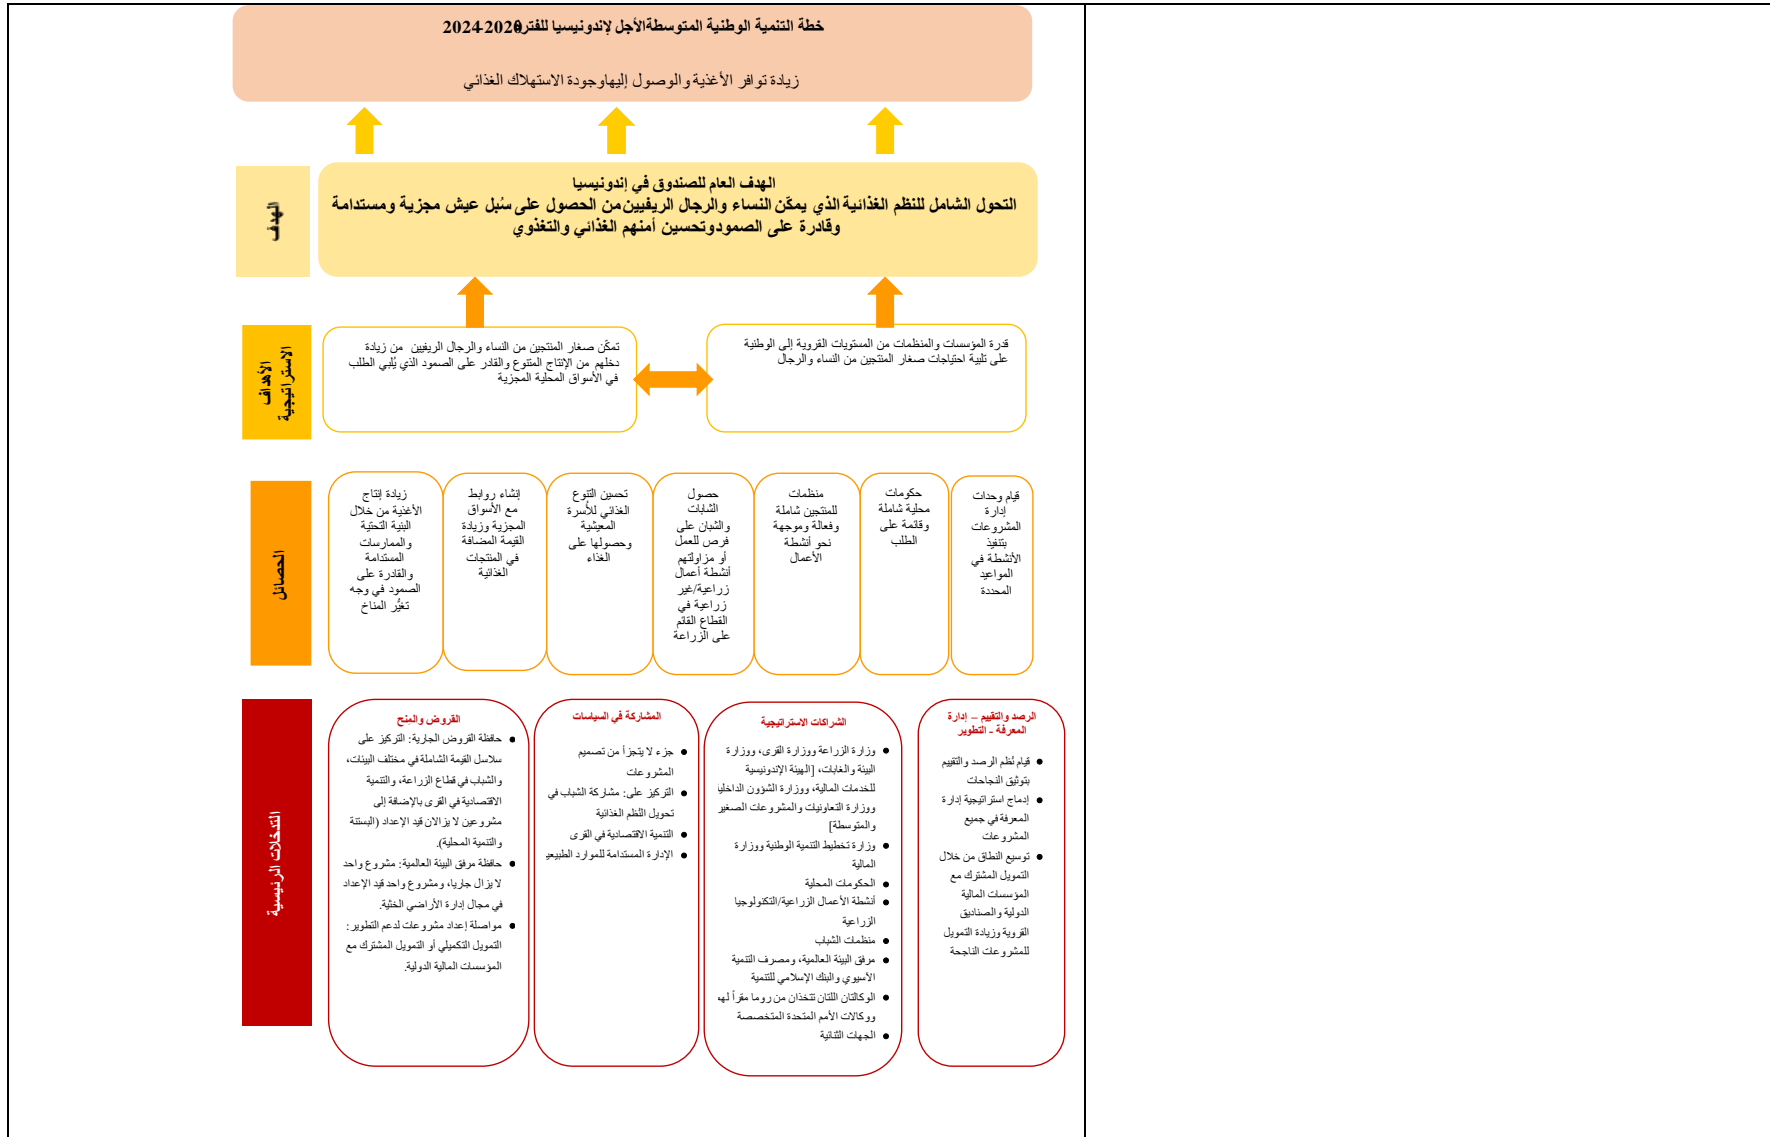 خطة التنمية الوطنية المتوسطة الأجل لإندونيسيا للفترة 2020-2024
زيادة توافر الأغذية والوصول إليها وجودة الاستهلاك الغذائي
الهدف
الهدف العام للصندوق في إندونيسيا
التحول الشامل للنظم الغذائية الذي يمكّن النساء والرجال الريفيين من الحصول على سُبل عيش مجزية ومستدامة
وقادرة على الصمود وتحسين أمنهم الغذائي والتغذوي
الأهداف
الاستراتيجية
قدرة المؤسسات والمنظمات من المستويات القروية إلى الوطنية
على تلبية احتياجات صغار المنتجين من النساء والرجال
تمكّن صغار المنتجين من النساء والرجال الريفيين من زيادة
دخلهم من الإنتاج المتنوع والقادر على الصمود الذي يُلبي الطلب
في الأسواق المحلية المجزية
الحصائل
قيام وحدات
إدارة
المشروعات
بتنفيذ
الأنشطة في
المواعيد
المحددة
حكومات
محلية شاملة
وقائمة على
الطلب
منظمات
للمنتجين شاملة
وفعالة وموجهة
نحو أنشطة
الأعمال
حصول
الشابات
والشبان على
فرص للعمل
أو مزاولتهم
أنشطة أعمال
زراعية/غير
زراعية في
القطاع القائم
على الزراعة
تحسين التنوع
الغذائي للأسرة
المعيشية
وحصولها على
الغذاء
إنشاء روابط
مع الأسواق
المجزية وزيادة
القيمة المضافة
في المنتجات
الغذائية
زيادة إنتاج
الأغذية من خلال
البنية التحتية
والممارسات
المستدامة
والقادرة على
الصمود في وجه
تغيُّر المناخ
التدخلات الرئيسية
الرصد والتقييم – إدارة
المعرفة - التطوير
● قيام نُظم الرصد والتقييم
بتوثيق النجاحات
● إدماج استراتيجية إدارة
المعرفة في جميع
المشروعات
● توسيع النطاق من خلال
التمويل المشترك مع
المؤسسات المالية
الدولية والصناديق
القروية وزيادة التمويل
للمشروعات الناجحة
الشراكات الاستراتيجية
● وزارة الزراعة ووزارة القرى، ووزارة
البيئة والغابات، [الهيئة الإندونيسية
للخدمات المالية، ووزارة الشؤون الداخلي
ووزارة التعاونيات والمشروعات الصغير
والمتوسطة]
● وزارة تخطيط التنمية الوطنية ووزارة
المالية
● الحكومات المحلية
● أنشطة الأعمال الزراعية/التكنولوجيا
الزراعية
● منظمات الشباب
● مرفق البيئة العالمية، ومصرف التنمية
الآسيوي والبنك الإسلامي للتنمية
● الوكالتان اللتان تتخذان من روما مقراً لهم
ووكالات الأمم المتحدة المتخصصة
● الجهات الثنائية
المشاركة في السياسات
● جزء لا يتجزأ من تصميم
المشروعات
● التركيز على: مشاركة الشباب في
تحويل النُظم الغذائية
● التنمية الاقتصادية في القرى
● الإدارة المستدامة للموارد الطبيعي
القروض والمِنح
● حافظة القروض الجارية: التركيز على
سلاسل القيمة الشاملة في مختلف البيئات،
والشباب في قطاع الزراعة، والتنمية
الاقتصادية في القرى بالإضافة إلى
مشروعين لا يزالان قيد الإعداد (البستنة
والتنمية المحلية).
● حافظة مرفق البيئة العالمية: مشروع واحد
لا يزال جاريا، ومشروع واحد قيد الإعداد
في مجال إدارة الأراضي الخثية.
● مواصلة إعداد مشروعات لدعم التطوير:
التمويل التكميلي أو التمويل المشترك مع
المؤسسات المالية الدولية.